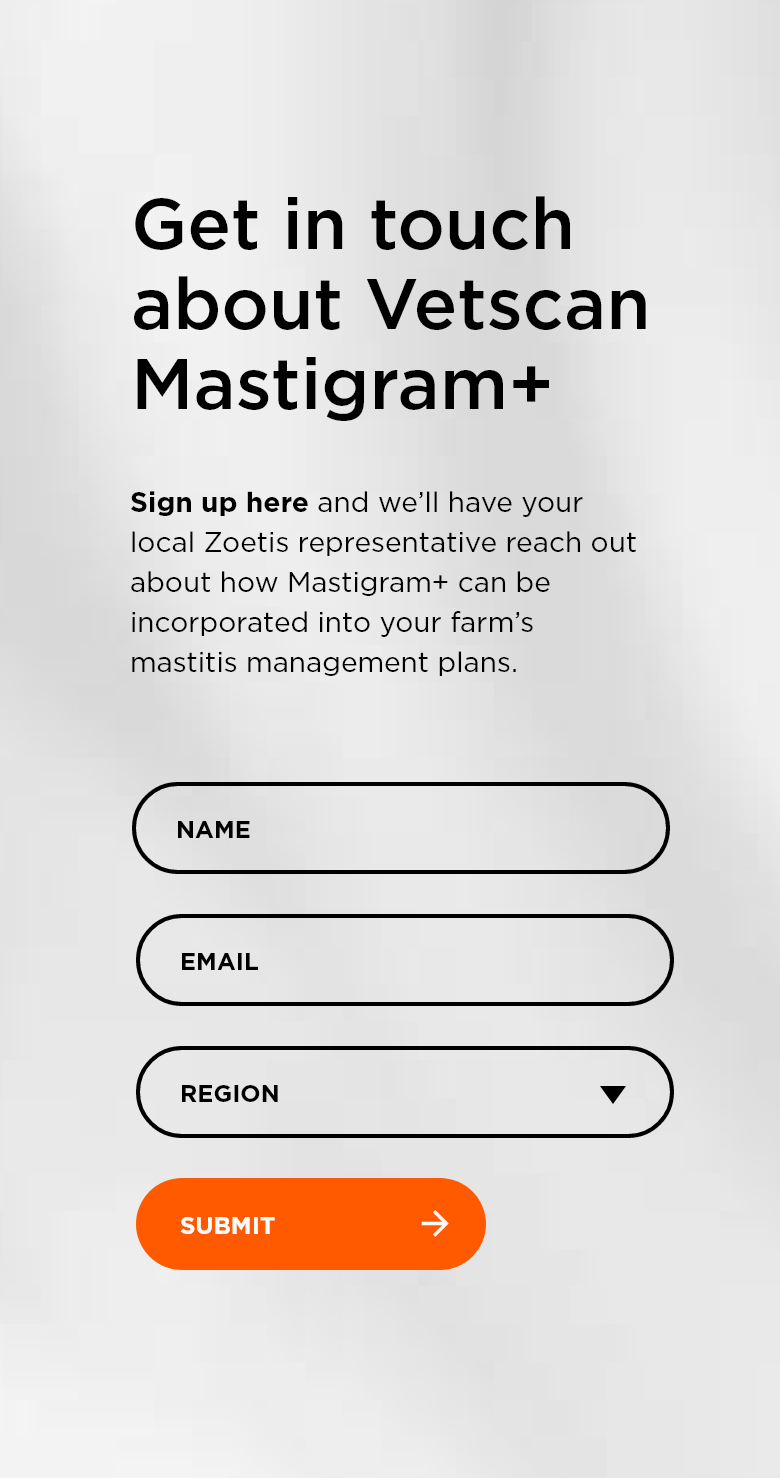 Get in touch
about Vetscan
Mastigram+
Sign up here and we’ll have your
local Zoetis representative reach out
about how Mastigram+ can be
incorporated into your farm’s
mastitis management plans.
NAME
EMAIL
REGION
SUBMIT